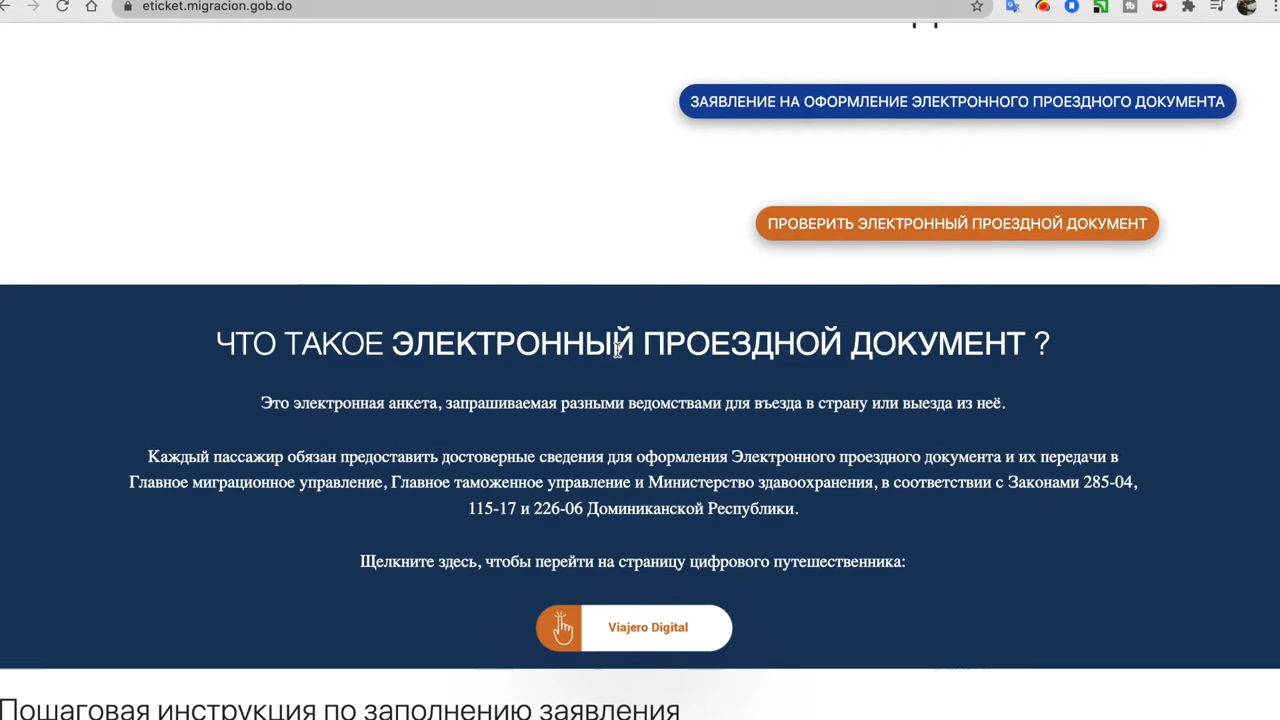 eticket.migracion.gob.do
ЗАЯВЛЕНИЕ НА ОФОРМЛЕНИЕ ЭЛЕКТРОННОГО ПРОЕЗДНОГО ДОКУМЕНТА
ПРОВЕРИТЬ ЭЛЕКТРОННЫЙ ПРОЕЗДНОЙ ДОКУМЕНТ
ЧТО ТАКОЕ ЭЛЕКТРОННЫЙ ПРОЕЗДНОЙ ДОКУМЕНТ ?
Это электронная анкета, запрашиваемая разными ведомствами для въезда в страну или выезда из неё.
Каждый пассажир обязан предоставить достоверные сведения для оформления Электронного проездного документа и их передачи в
Главное миграционное управление, Главное таможенное управление и Министерство здавоохранения, в соответствии с Законами 285-04,
115-17 и 226-06 Доминиканской Республики.
Щелкните здесь, чтобы перейти на страницу цифрового путешественника:
Viajero Digital
Пошаговая инструкция по заполнению заявления